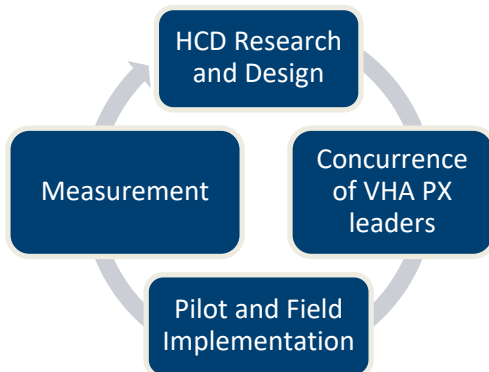 HCD Research
and Design
Concurrence
of VHA PX
leaders
Pilot and Field
Implementation
Measurement